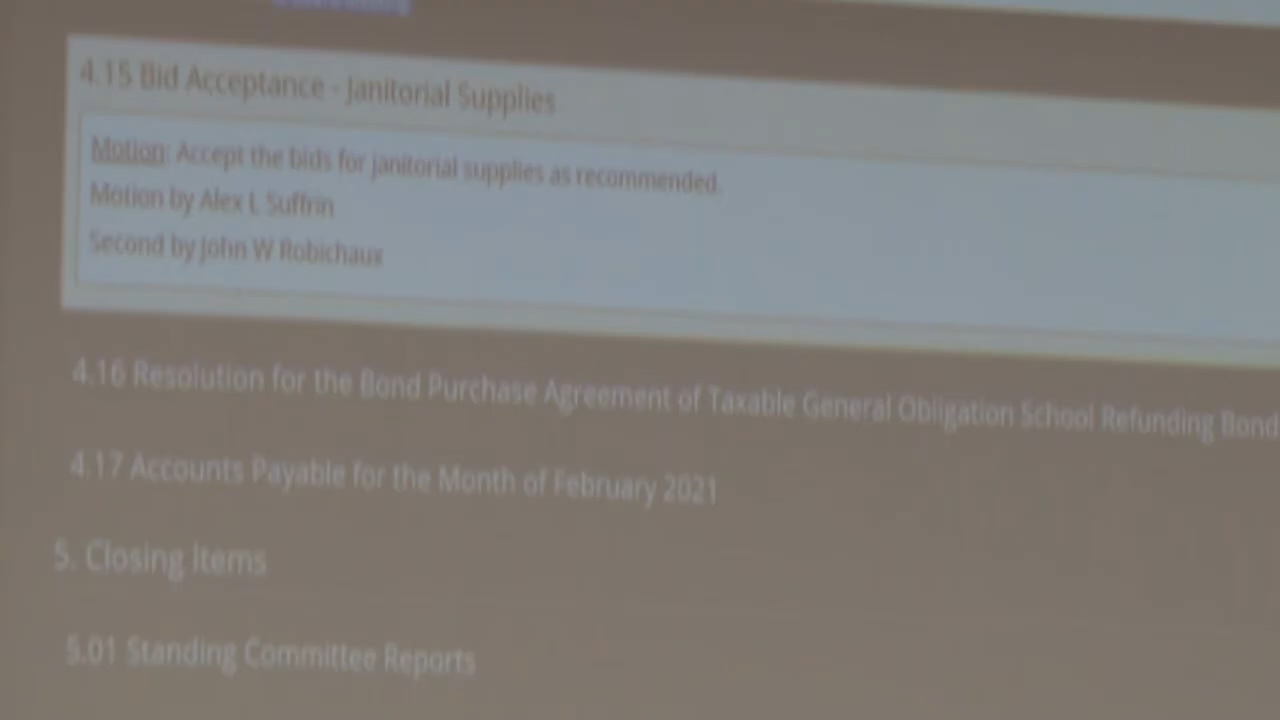 4.15 Bid Acceptance - Janitorial Supplies
Motion: Accept the bids for janitorial supplies as recommended.
Motion by Alex L Suffrin
Second by John W Robichaux
4.16 Resolution for the Bond Purchase Agreement of Taxable General Obligation School Refunding Bond
4.17 Accounts Payable for the Month of February 2021
5. Closing Items
5.01 Standing Committee Reports